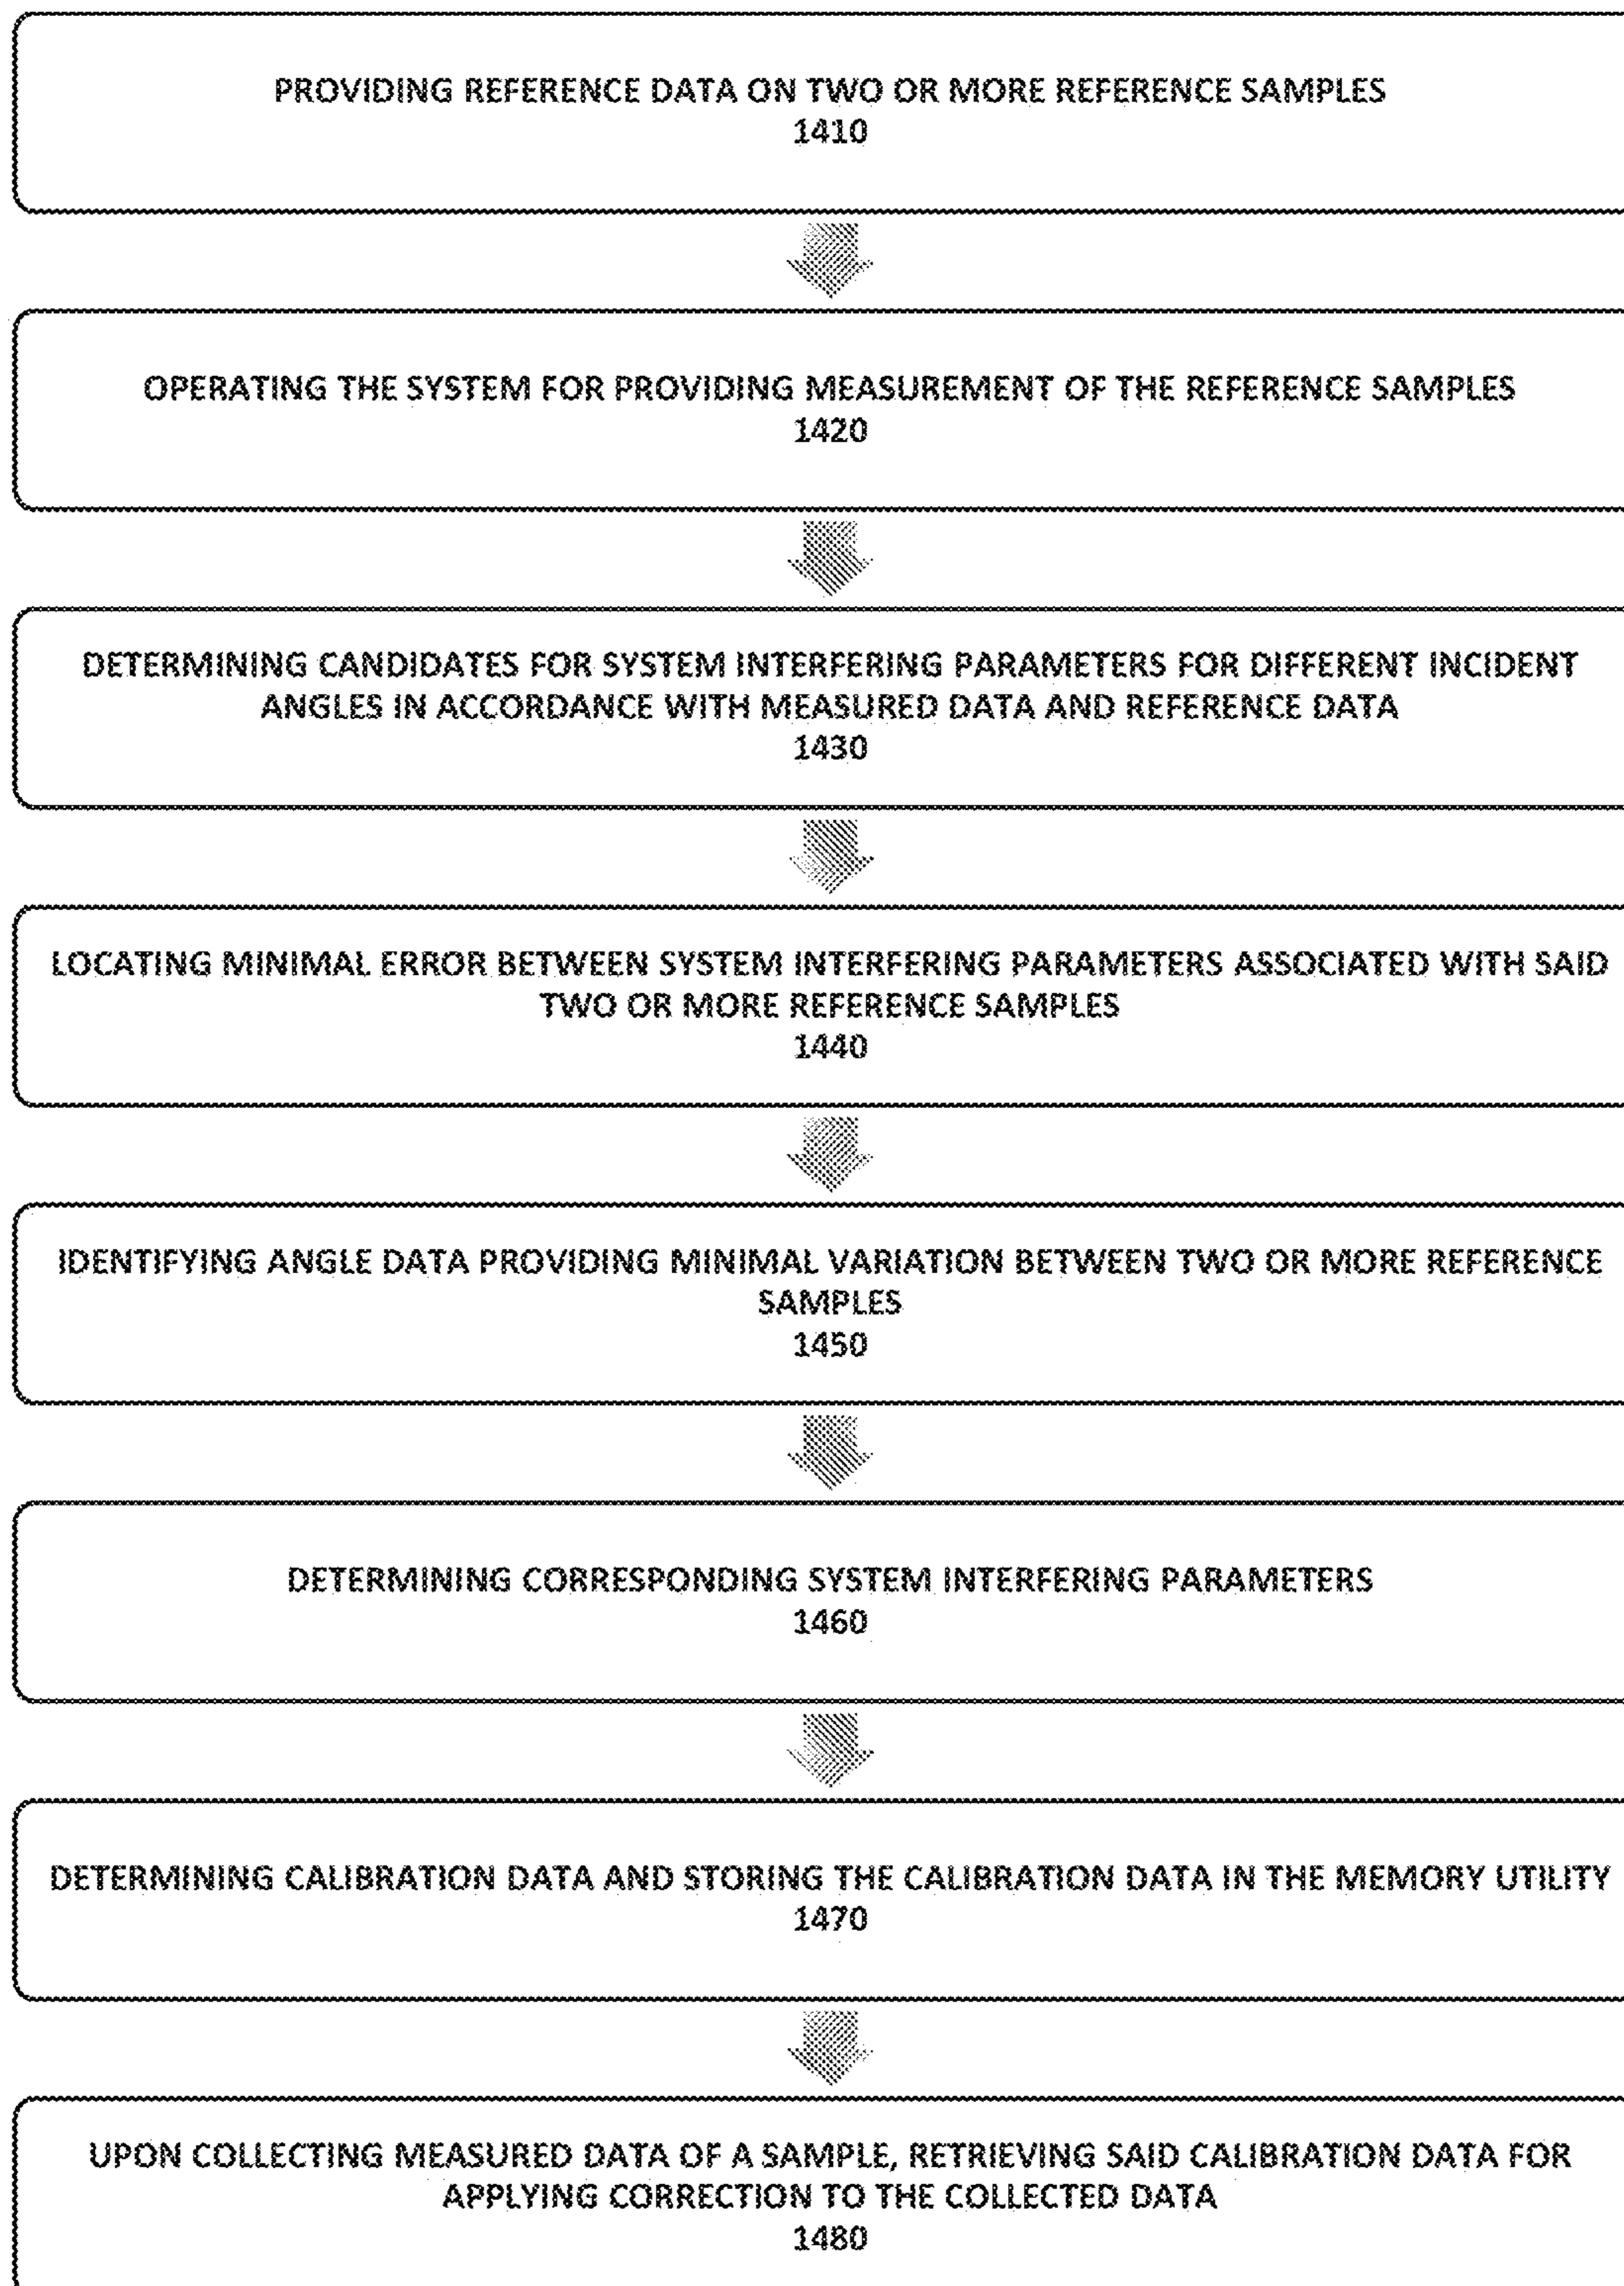 PROVIDING REFERENCE DATA ON TWO OR MORE REFERENCE SAMPLES
1410
OPERATING THE SYSTEM FOR PROVIDING MEASUREMENT OF THE REFERENCE SAMPLES
1420
DETERMINING CANDIDATES FOR SYSTEM INTERFERING PARAMETERS FOR DIFFERENT INCIDENT
ANGLES IN ACCORDANCE WITH MEASURED DATA AND REFERENCE DATA
1430
LOCATING MINIMAL ERROR BETWEEN SYSTEM INTERFERING PARAMETERS ASSOCIATED WITH SAID
TWO OR MORE REFERENCE SAMPLES
1440
IDENTIFYING ANGLE DATA PROVIDING MINIMAL VARIATION BETWEEN TWO OR MORE REFERENCE
SAMPLES
1450
DETERMINING CORRESPONDING SYSTEM INTERFERING PARAMETERS
1460
DETERMINING CALIBRATION DATA AND STORING THE CALIBRATION DATA IN THE MEMORY UTILITY
1470
UPON COLLECTING MEASURED DATA OF A SAMPLE, RETRIEVING SAID CALIBRATION DATA FOR
APPLYING CORRECTION TO THE COLLECTED DATA
1480